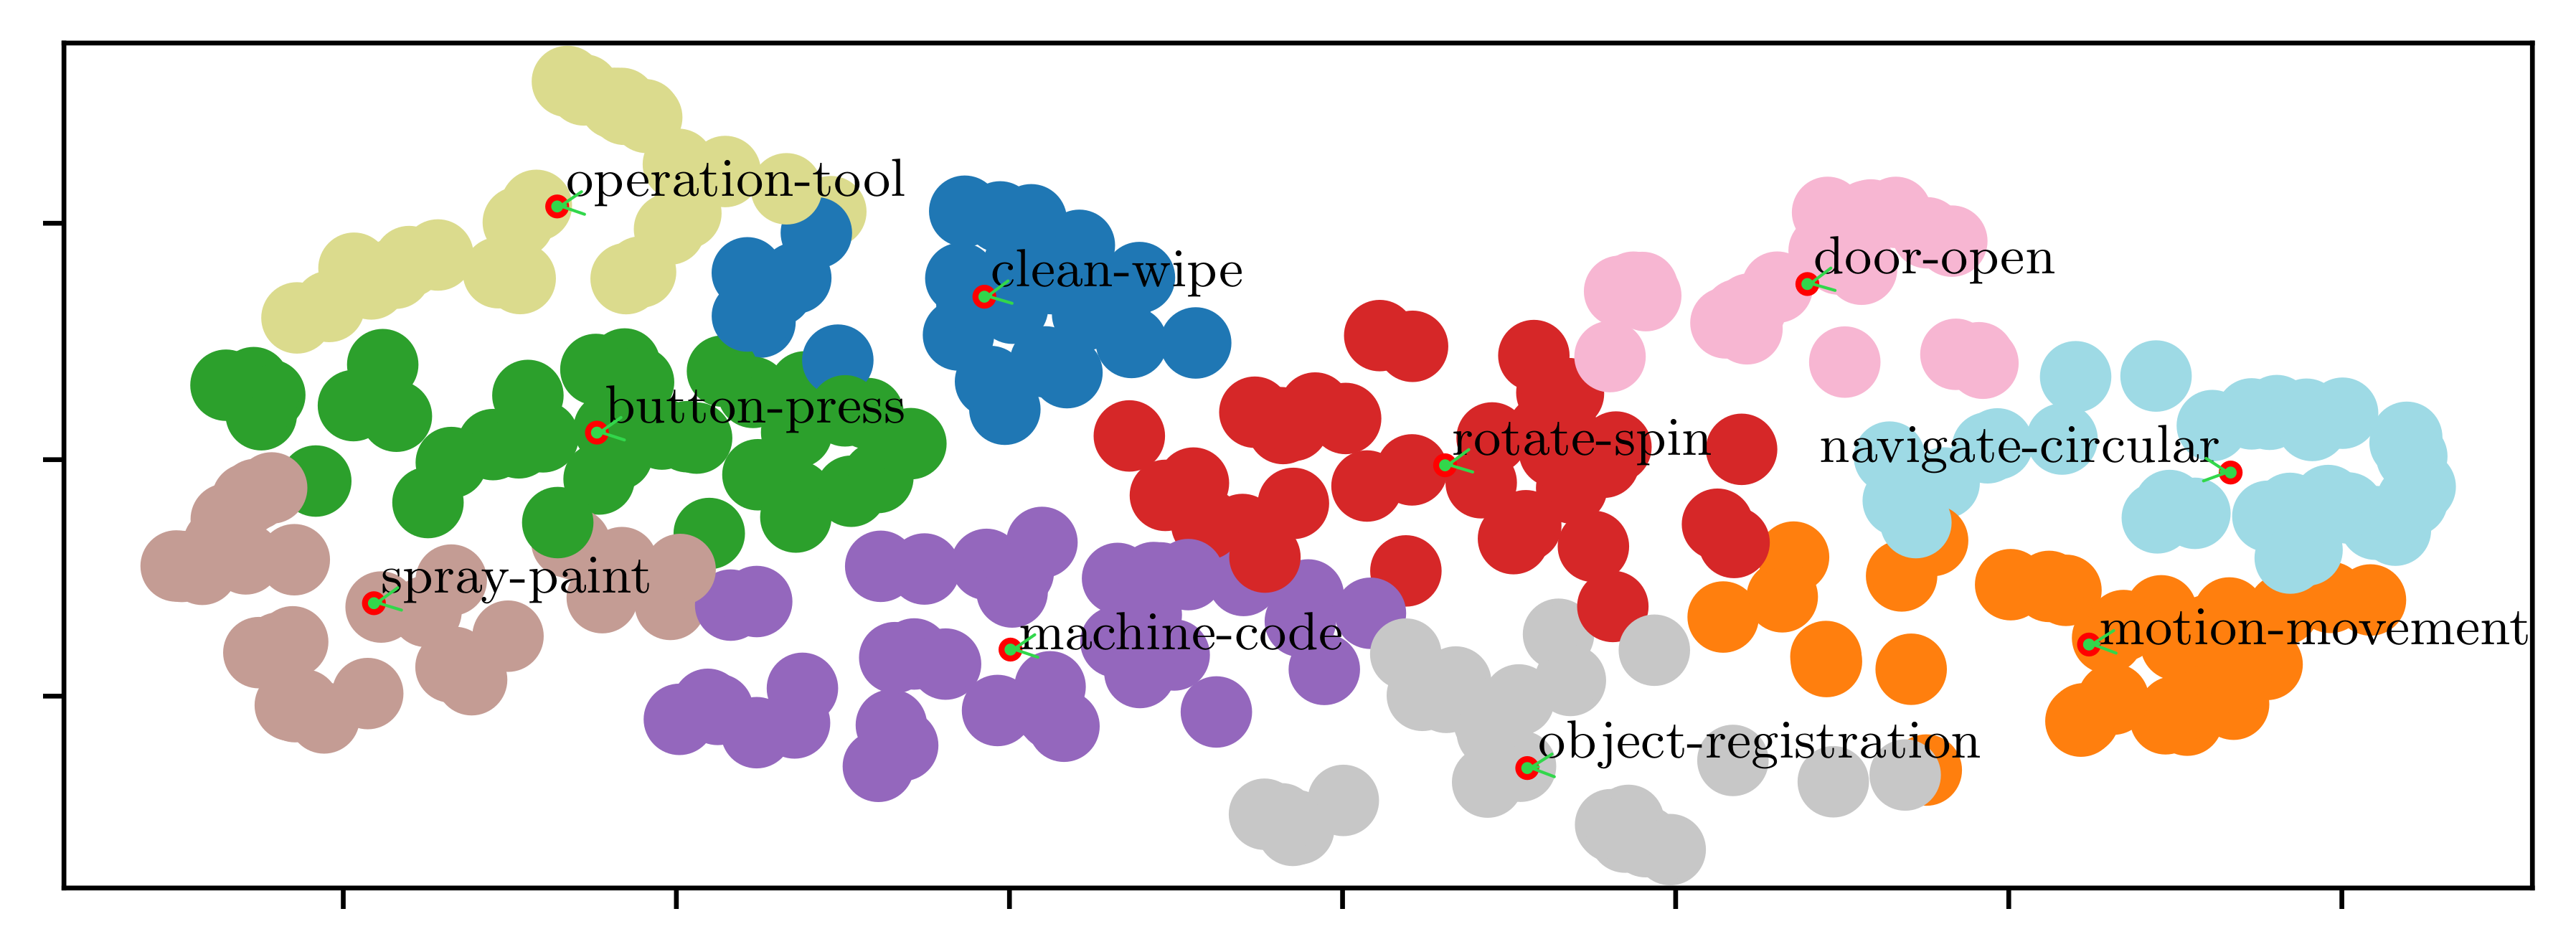 operation-tool
clean-wipe
door-open
button-press
rotate-spin
navigate-circular
spray-paint
machine-code
motion-movement
object-registration